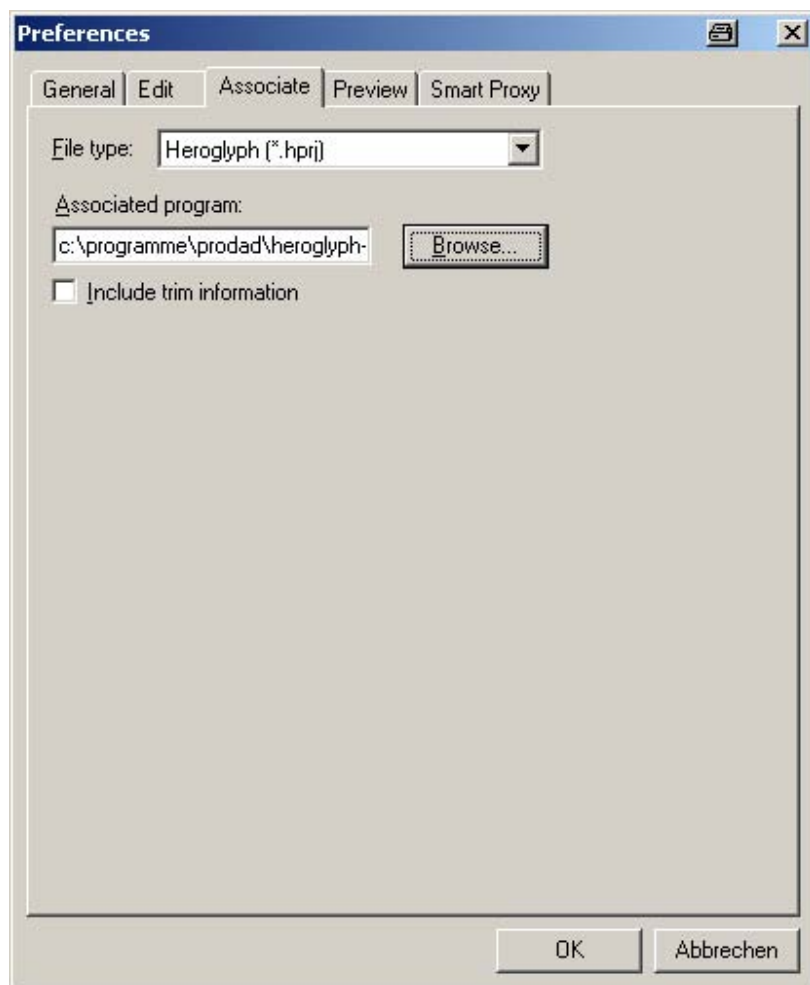 Preferences
General Edit Associate Preview Smart Proxy
File type: Heroglyph (*.hprj)
Associated program:
c:\programme\prodad\heroglyph- Browse...
Include trim information
OK Abbrechen